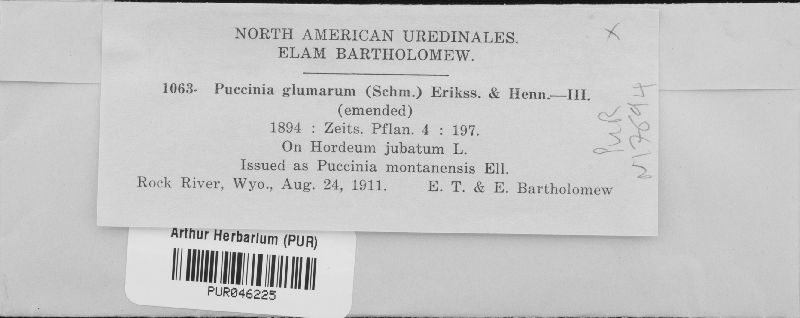 NORTH AMERICAN UREDINALES.
ELAM BARTHOLOMEW.
1063- Puccinia glumarum (Schm.) Erikss. & Henn.—III.
(emended)
1894 : Zeits. Pflan. 4 : 197.
On Hordeum jubatum L.
Issued as Puccinia montanensis Ell.
Rock River, Wyo., Aug. 24, 1911. E. T. & E. Bartholomew
X
PUR
N17694
Arthur Herbarium (PUR)
PUR046225